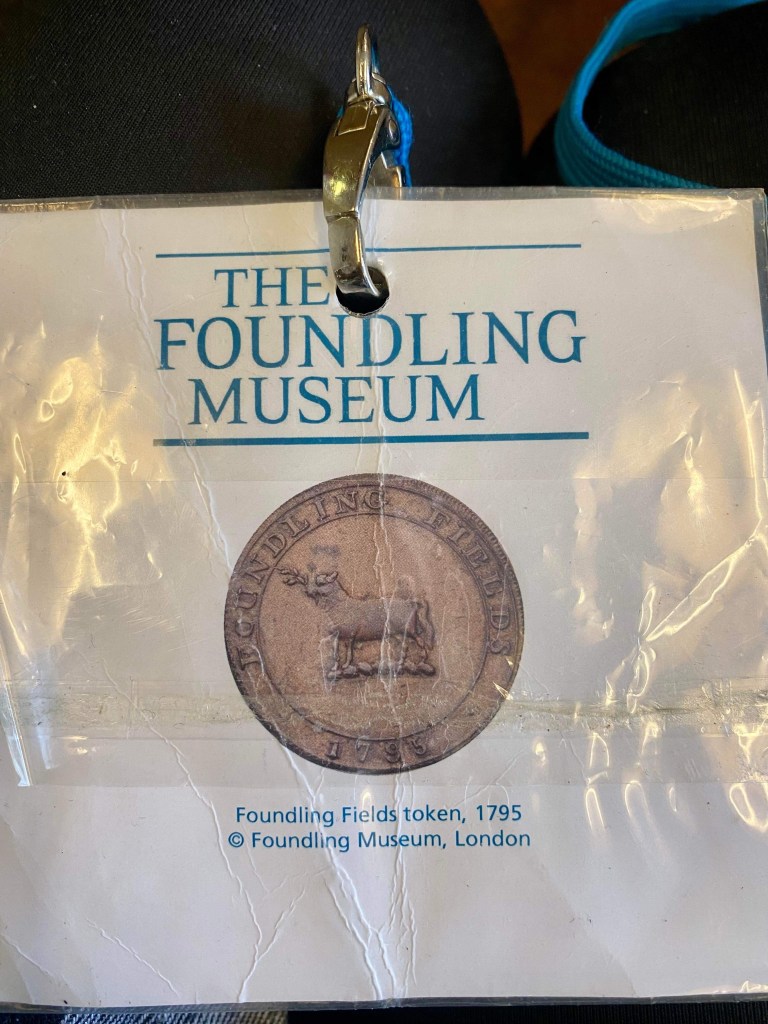 THE
FOUNDLING
MUSEUM
FOUNDLING FIELDS
1795
Foundling Fields token, 1795
© Foundling Museum, London